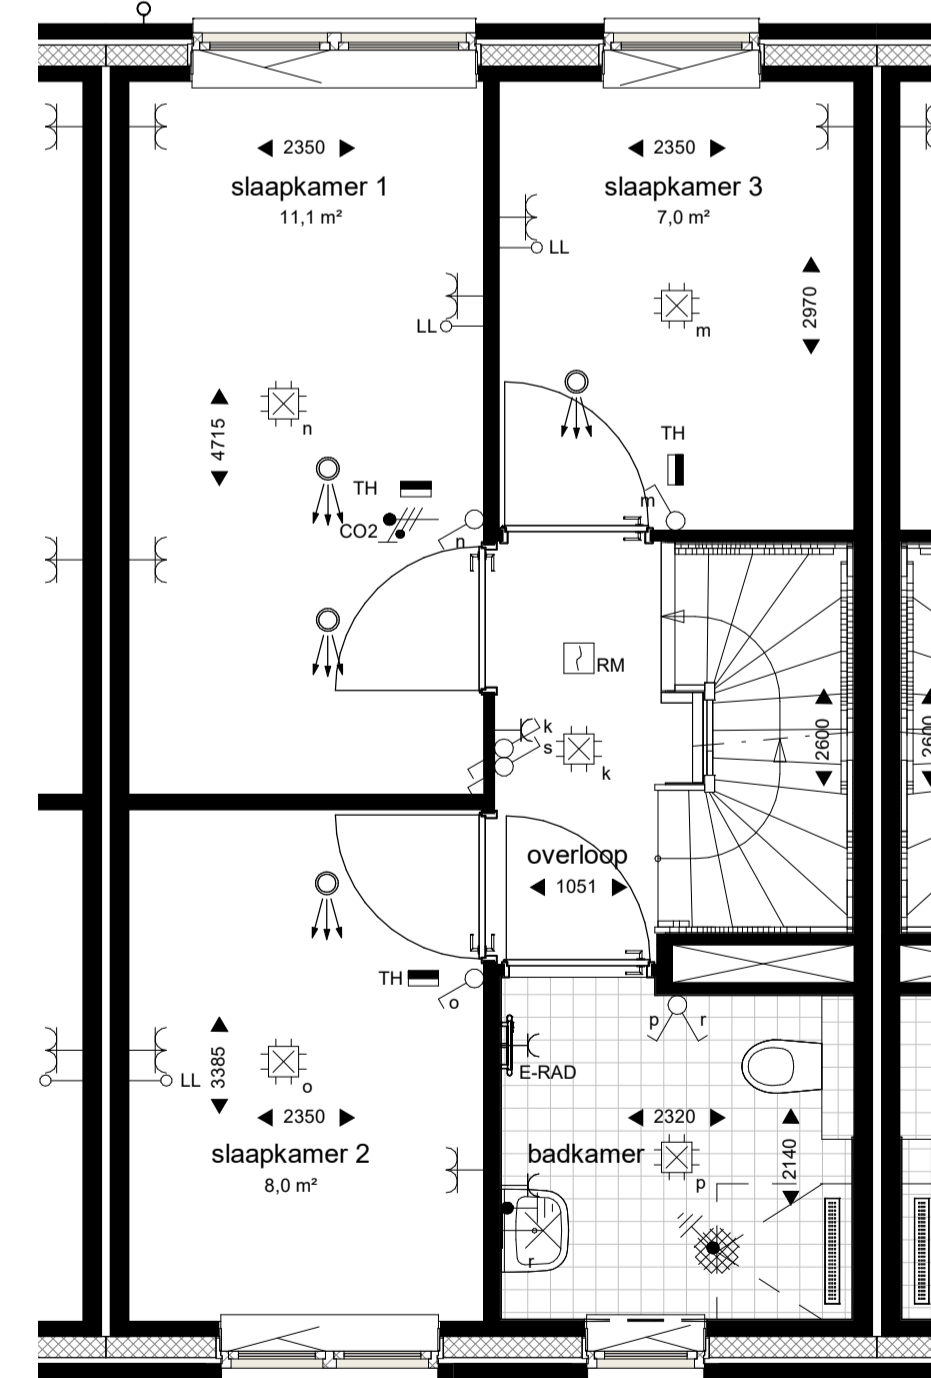 2350
slaapkamer 1
11,1 m²
2350
slaapkamer 3
7,0 m²
LL
2970
LL
m
4715
n
TH
TH
m
CO2
n
RM
k
s
k
2600
2600
overloop
1051
TH
o
p
r
E-RAD
LL
3385
o
2350
2320
slaapkamer 2
8,0 m²
badkamer
2140
p
r